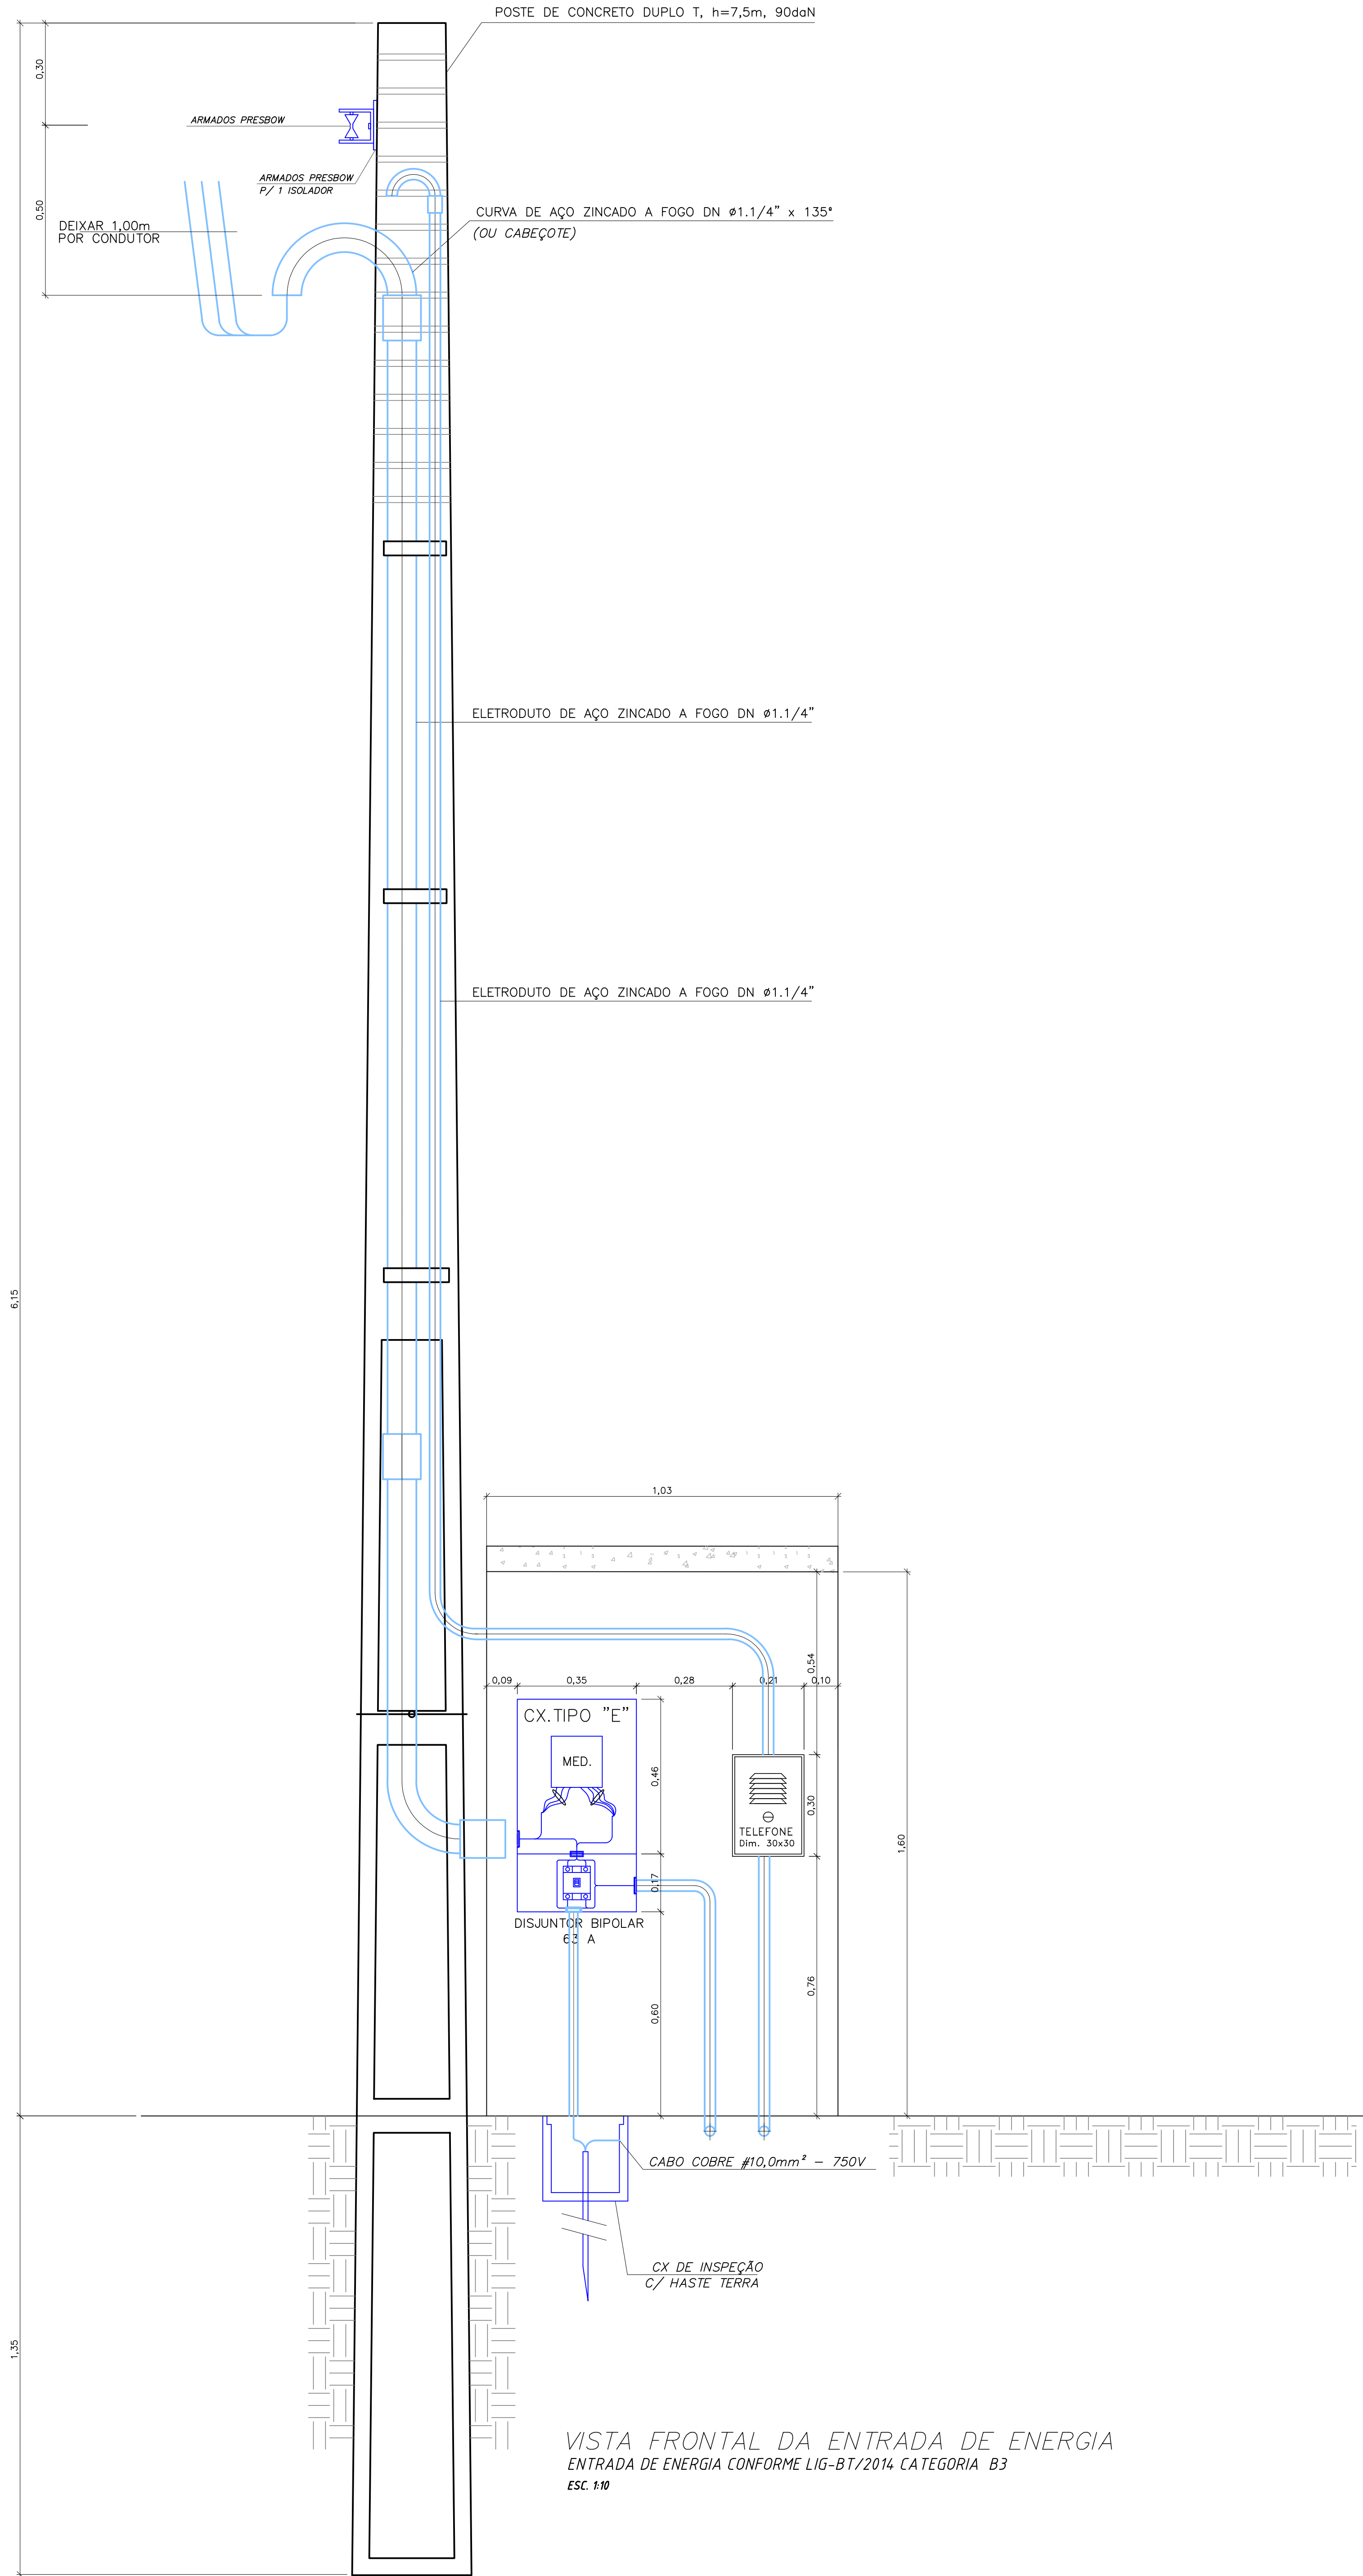 POSTE DE CONCRETO DUPLO T, h=7,5m, 90daN
0,30
ARMADOS PRESBOW
ARMADOS PRESBOW
P/ 1 ISOLADOR
0,50
DEIXAR 1,00m
POR CONDUTOR
CURVA DE AÇO ZINCADO A FOGO DN ø1.1/4" x 135°
(OU CABEÇOTE)
ELETRODUTO DE AÇO ZINCADO A FOGO DN ø1.1/4"
ELETRODUTO DE AÇO ZINCADO A FOGO DN ø1.1/4"
6,15
1,03
0,54
0,09
0,35
0,28
0,21
0,10
CX.TIPO "E"
MED.
0,46
0,30
TELEFONE
Dim. 30x30
1,60
0,17
DISJUNTOR BIPOLAR
63 A
0,76
0,60
CABO COBRE #10,0mm² - 750V
CX DE INSPEÇÃO
C/ HASTE TERRA
1,35
VISTA FRONTAL DA ENTRADA DE ENERGIA
ENTRADA DE ENERGIA CONFORME LIG-BT/2014 CATEGORIA B3
ESC. 1:10